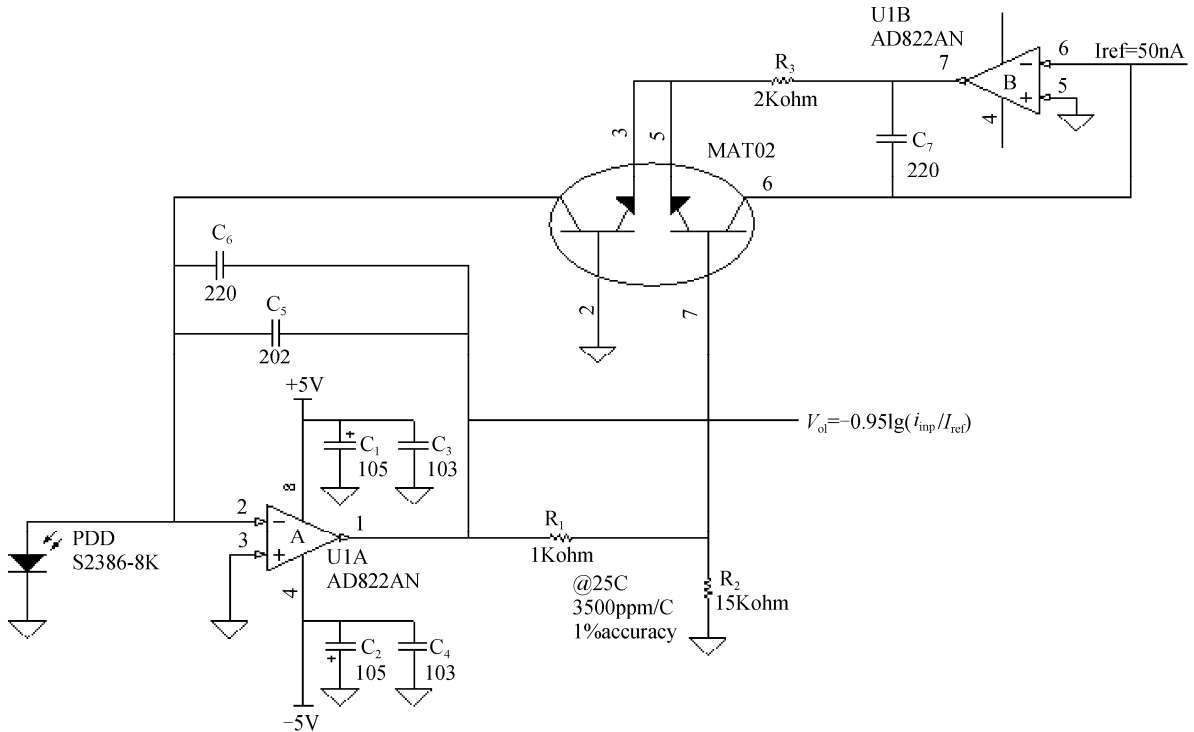 U1B
AD822AN
7
6
Iref=50nA
B
5
4
R3
2Kohm
C7
220
3
5
MAT02
6
2
7
C6
220
C5
202
+5V
C1
105
C3
103
8
Vol=−0.95lg(iinp/Iref)
PDD
S2386-8K
2
3
A
1
U1A
AD822AN
4
R1
1Kohm
@25C
3500ppm/C
1%accuracy
R2
15Kohm
C2
105
C4
103
−5V